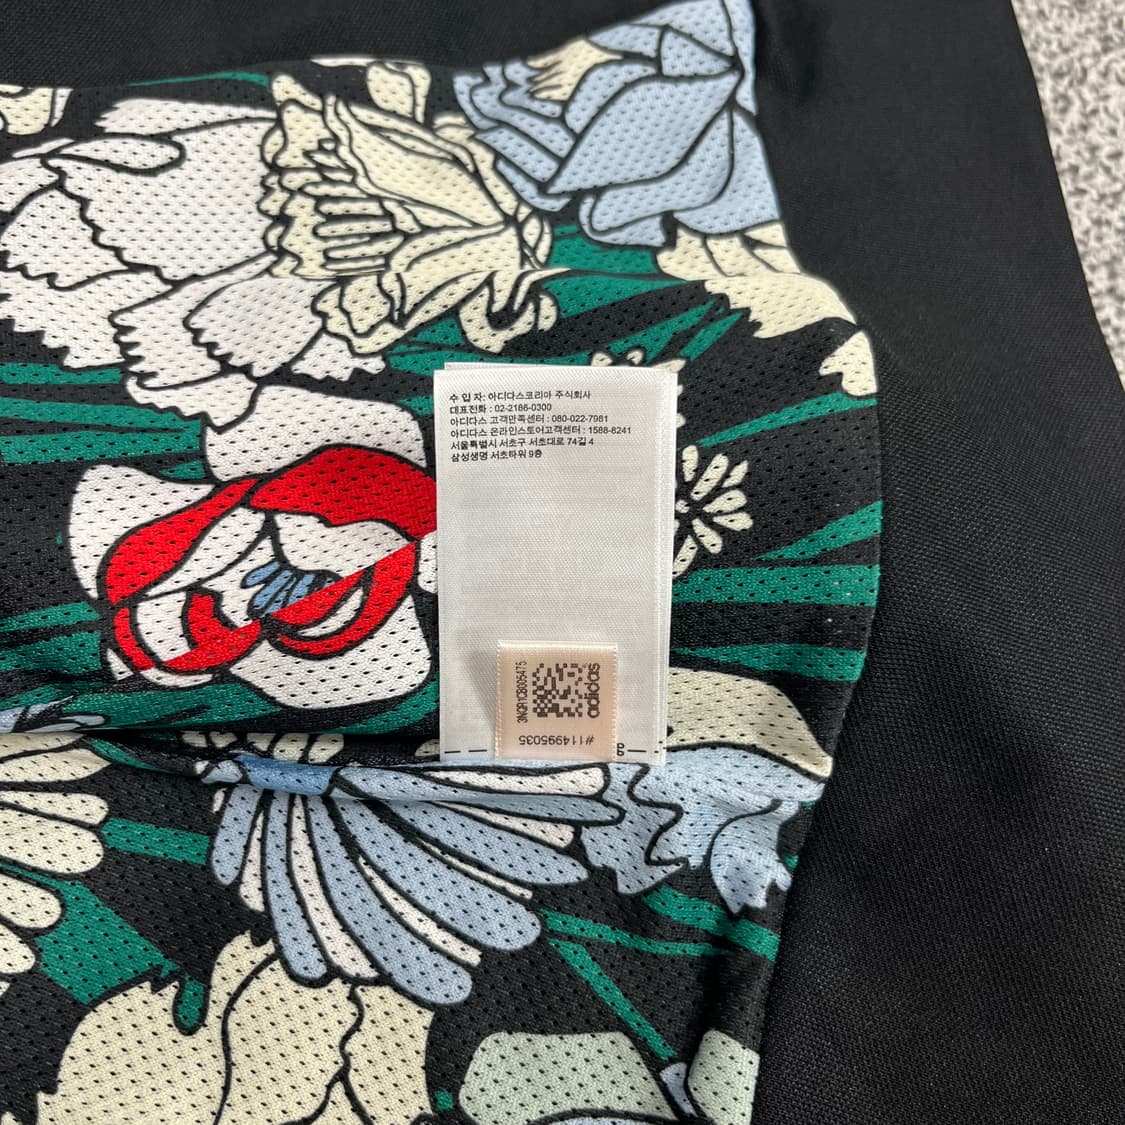 수 입 자: 아디다스코리아 주식회사
대표전화 : 02-2186-0300
아디다스 고객만족센터 : 080-022-7981
아디다스 온라인스토어고객센터 : 1588-8241
서울특별시 서초구 서초대로 74길 4
삼성생명 서초타워 9층
3NQR1CB005475
adidas
#114995035
g